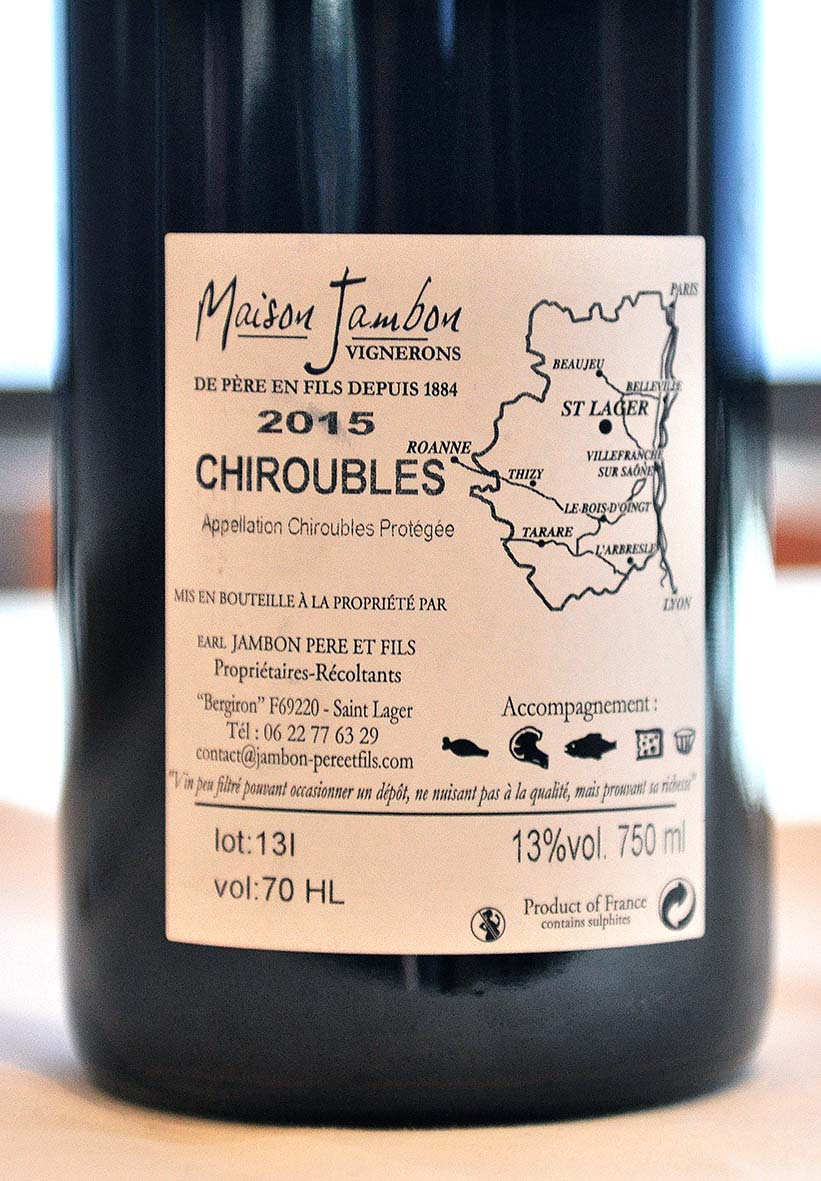 Maison Jambon
VIGNERONS
DE PÈRE EN FILS DEPUIS 1884
2015
CHIROUBLES
Appellation Chiroubles Protégée
PARIS
BEAUJEU
BELLEVILLE
ST LAGER
ROANNE
VILLEFRANCHE
SUR SAÔNE
THIZY
LE BOIS D'OINGT
TARARE
L'ARBRESLE
LYON
MIS EN BOUTEILLE À LA PROPRIÉTÉ PAR
EARL JAMBON PERE ET FILS
Propriétaires-Récoltants
"Bergiron" F69220 - Saint Lager
Tél : 06 22 77 63 29
contact@jambon-pereetfils.com
Accompagnement :
"Vin peu filtré pouvant occasionner un dépôt, ne nuisant pas à la qualité, mais prouvant sa richesse"
lot:13I
vol:70 HL
13%vol. 750 ml
Product of France
contains sulphites